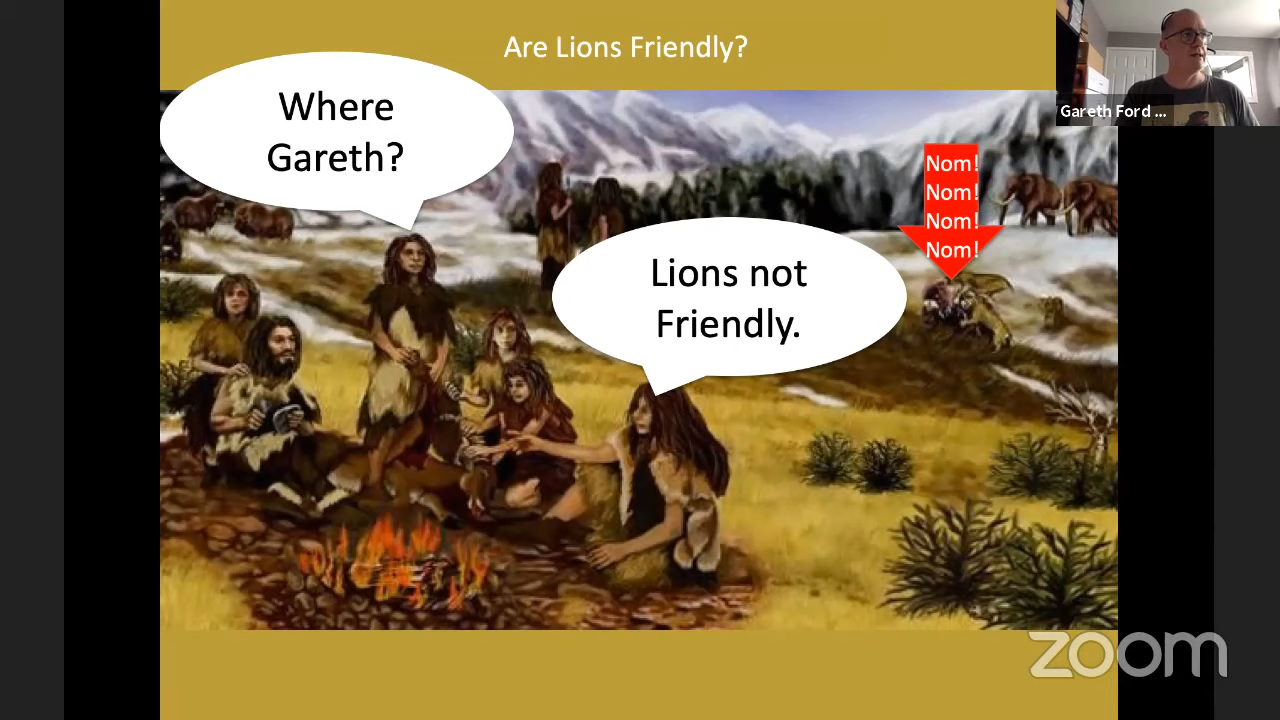 Are Lions Friendly?
Where
Gareth?
Gareth Ford ...
Nom!
Nom!
Nom!
Nom!
Lions not
Friendly.
zoom